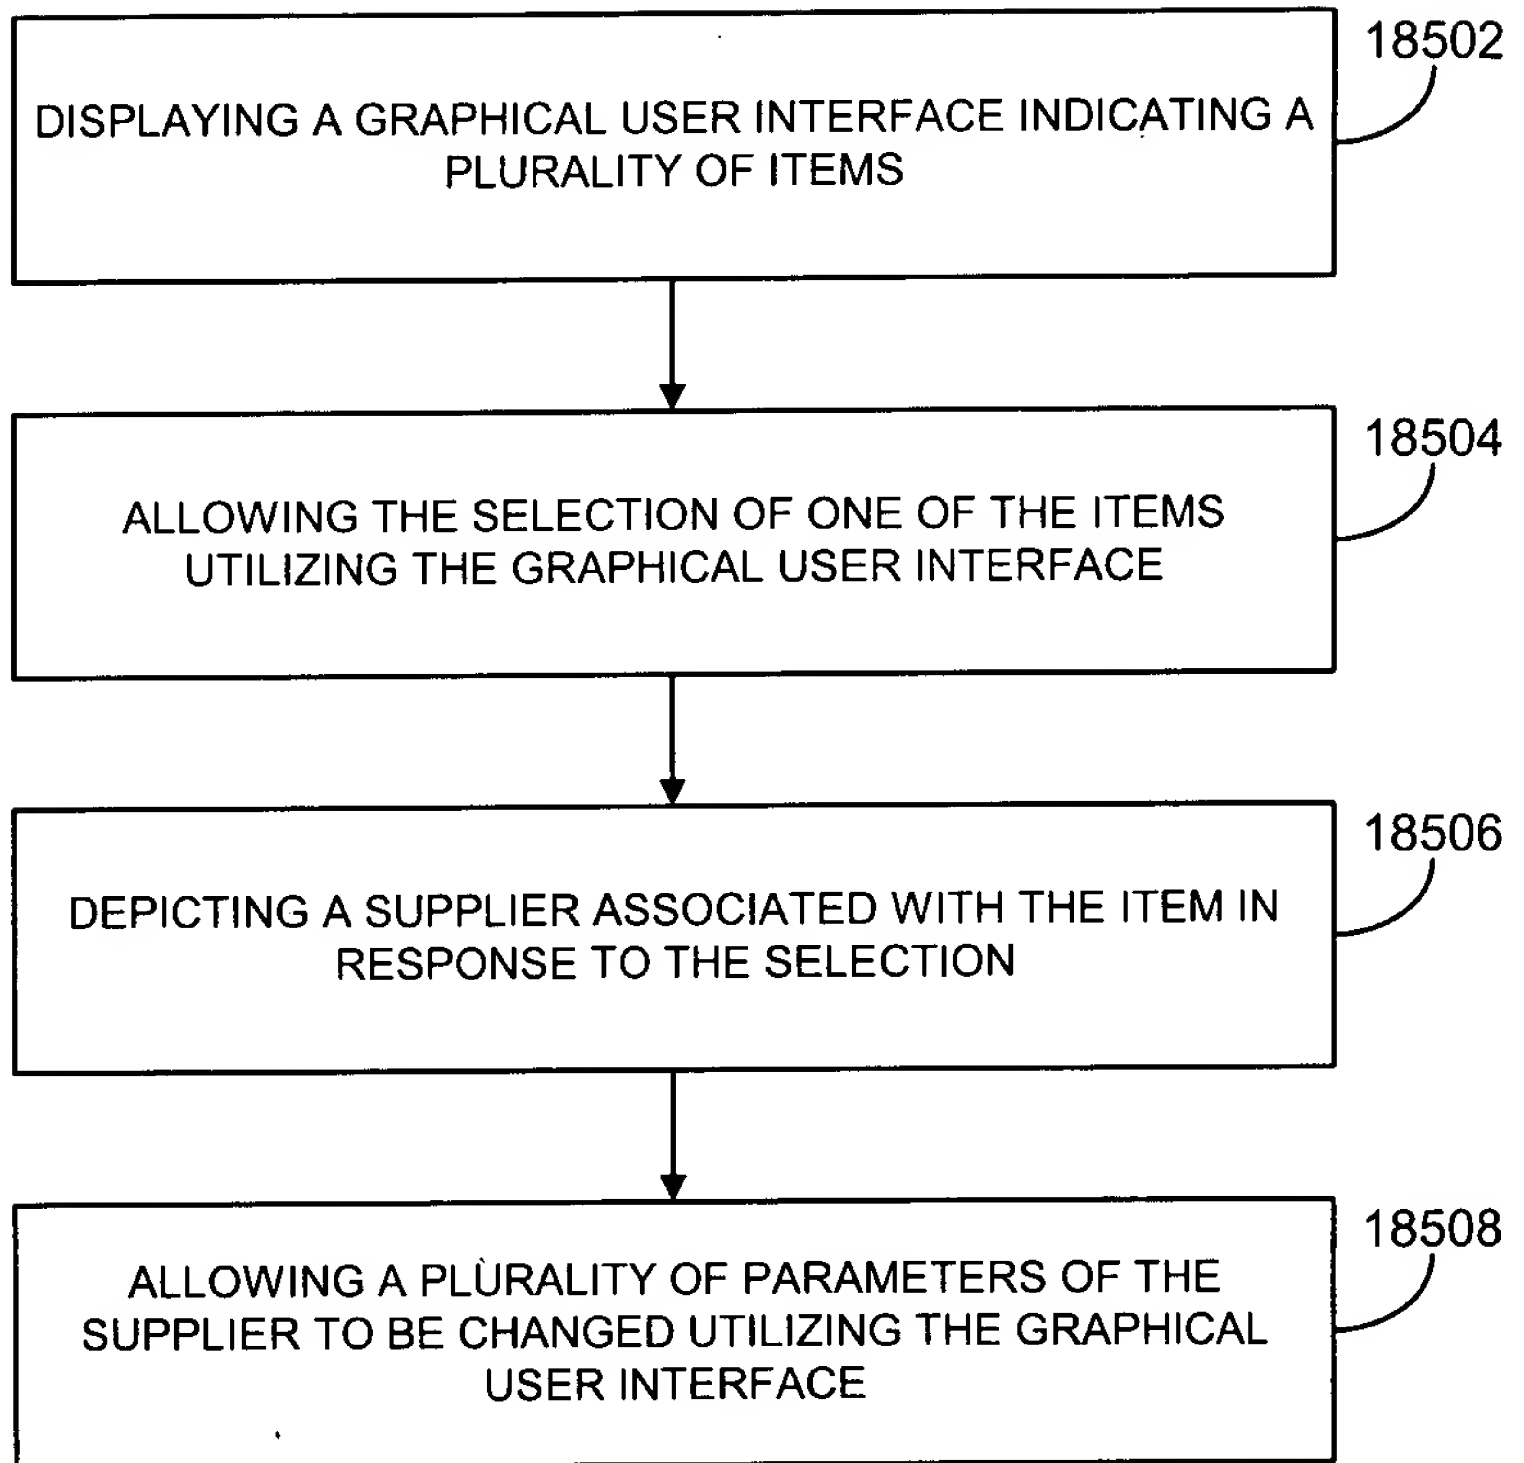 18502
DISPLAYING A GRAPHICAL USER INTERFACE INDICATING A
PLURALITY OF ITEMS
18504
ALLOWING THE SELECTION OF ONE OF THE ITEMS
UTILIZING THE GRAPHICAL USER INTERFACE
18506
DEPICTING A SUPPLIER ASSOCIATED WITH THE ITEM IN
RESPONSE TO THE SELECTION
18508
ALLOWING A PLURALITY OF PARAMETERS OF THE
SUPPLIER TO BE CHANGED UTILIZING THE GRAPHICAL
USER INTERFACE